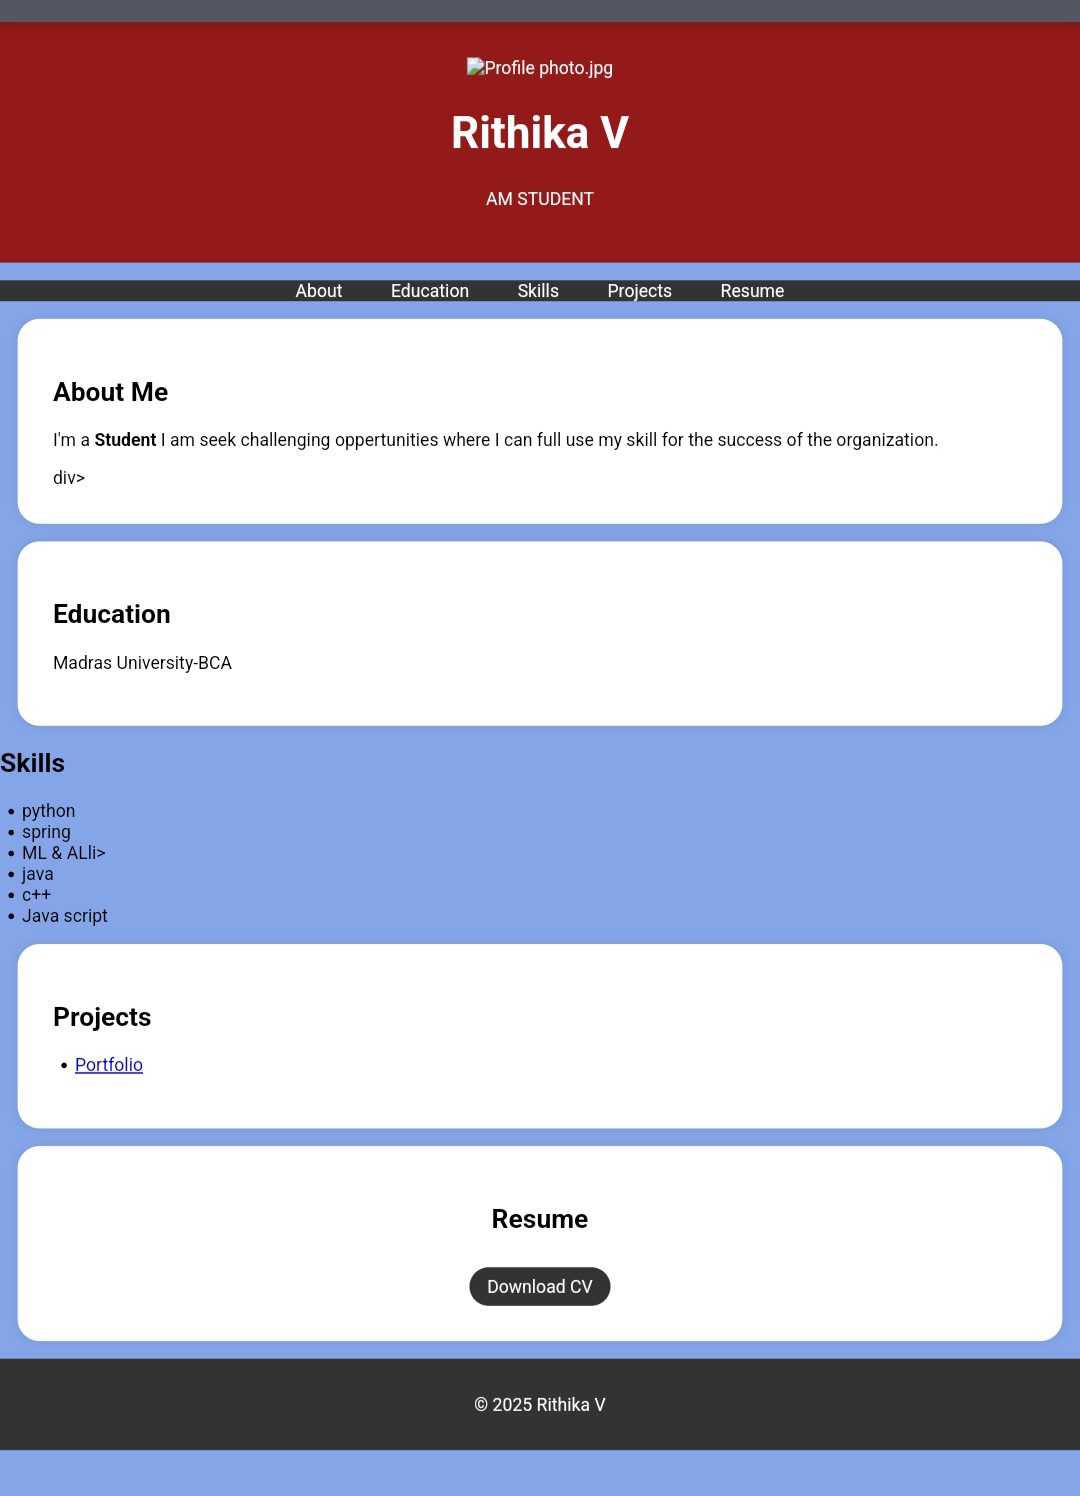 Profile photo.jpg
Rithika V
AM STUDENT
About Education Skills Projects Resume
About Me
I'm a Student I am seek challenging oppertunities where I can full use my skill for the success of the organization.
div>
Education
Madras University-BCA
Skills
• python
• spring
• ML & ALli>
• java
• c++
• Java script
Projects
• Portfolio
Resume
Download CV
© 2025 Rithika V